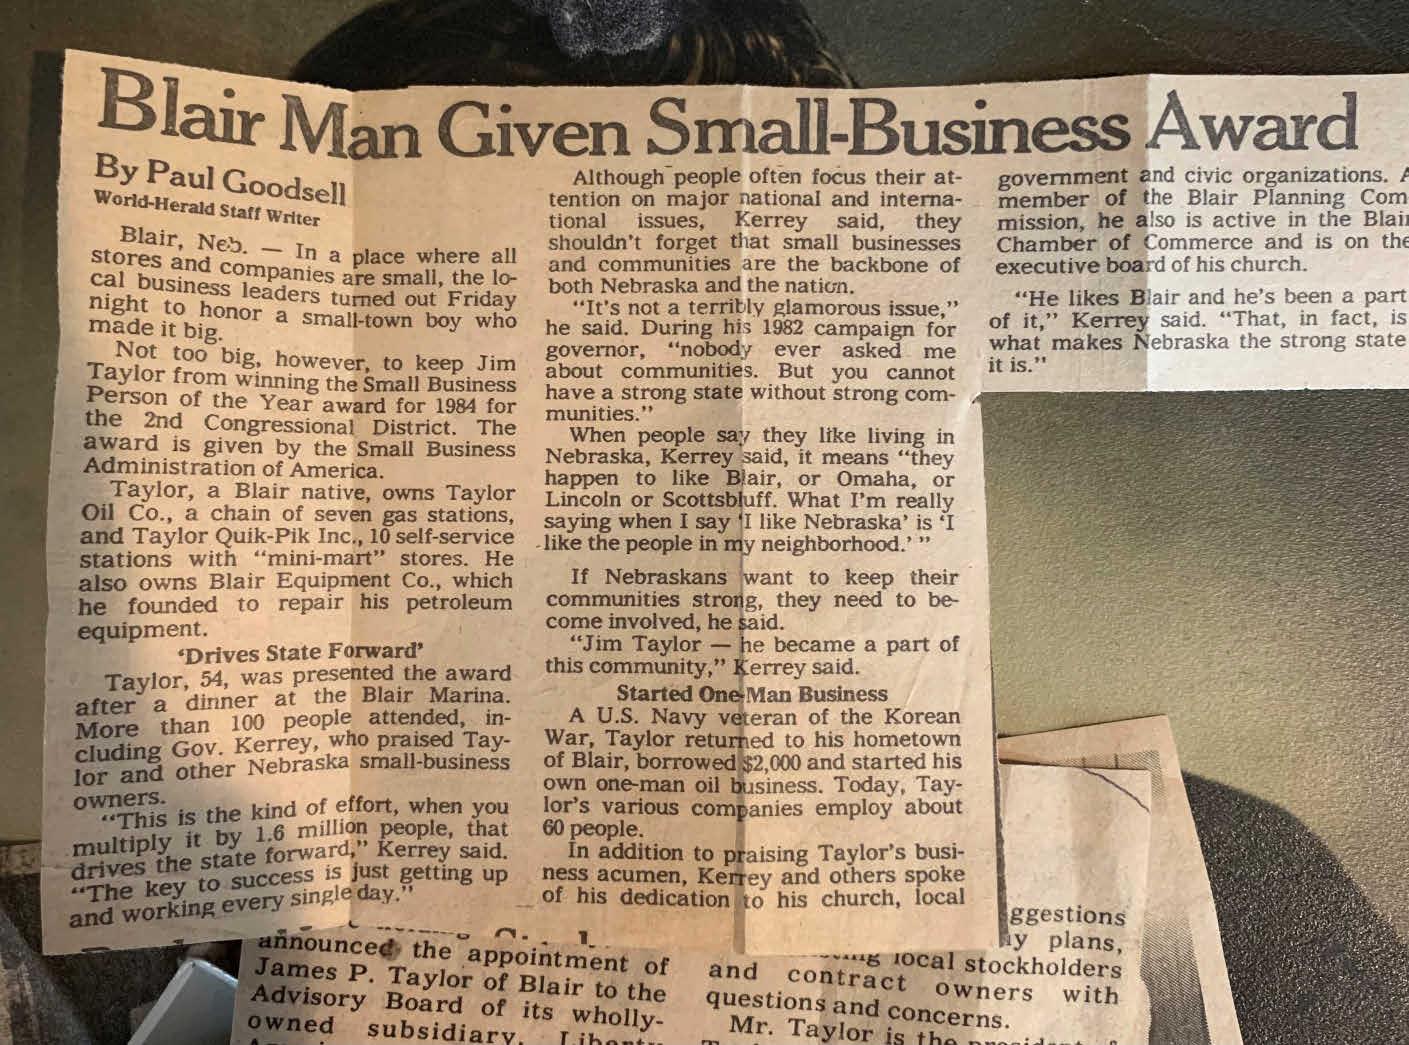 Blair Man Given Small-Business Award
By Paul Goodsell
World-Herald Staff Writer
Blair, Neb. — In a place where all
stores and companies are small, the lo-
cal business leaders turned out Friday
night to honor a small-town boy who
made it big.
Not too big, however, to keep Jim
Taylor from winning the Small Business
Person of the Year award for 1984 for
the 2nd Congressional District. The
award is given by the Small Business
Administration of America.
Taylor, a Blair native, owns Taylor
Oil Co., a chain of seven gas stations,
and Taylor Quik-Pik Inc., 10 self-service
stations with “mini-mart” stores. He
also owns Blair Equipment Co., which
he founded to repair his petroleum
equipment.
‘Drives State Forward’
Taylor, 54, was presented the award
after a dinner at the Blair Marina.
More than 100 people attended, in-
cluding Gov. Kerrey, who praised Tay-
lor and other Nebraska small-business
owners.
“This is the kind of effort, when you
multiply it by 1.6 million people, that
drives the state forward,” Kerrey said.
“The key to success is just getting up
and working every single day.”
Although people often focus their at-
tention on major national and interna-
tional issues, Kerrey said, they
shouldn’t forget that small businesses
and communities are the backbone of
both Nebraska and the nation.
“It’s not a terribly glamorous issue,”
he said. During his 1982 campaign for
governor, “nobody ever asked me
about communities. But you cannot
have a strong state without strong com-
munities.”
When people say they like living in
Nebraska, Kerrey said, it means “they
happen to like Blair, or Omaha, or
Lincoln or Scottsbluff. What I’m really
saying when I say ‘I like Nebraska’ is ‘I
like the people in my neighborhood.’ ”
If Nebraskans want to keep their
communities strong, they need to be-
come involved, he said.
“Jim Taylor — he became a part of
this community,” Kerrey said.
Started One-Man Business
A U.S. Navy veteran of the Korean
War, Taylor returned to his hometown
of Blair, borrowed $2,000 and started his
own one-man oil business. Today, Tay-
lor’s various companies employ about
60 people.
In addition to praising Taylor’s busi-
ness acumen, Kerrey and others spoke
of his dedication to his church, local
government and civic organizations. A
member of the Blair Planning Com
mission, he also is active in the Blair
Chamber of Commerce and is on the
executive board of his church.
“He likes Blair and he’s been a part
of it,” Kerrey said. “That, in fact, is
what makes Nebraska the strong state
it is.”
announced the appointment of
James P. Taylor of Blair to the
Advisory Board of its wholly-
owned subsidiary, Liberty
ggestions
y plans,
local stockholders
and contract owners with
questions and concerns.
Mr. Taylor is the president